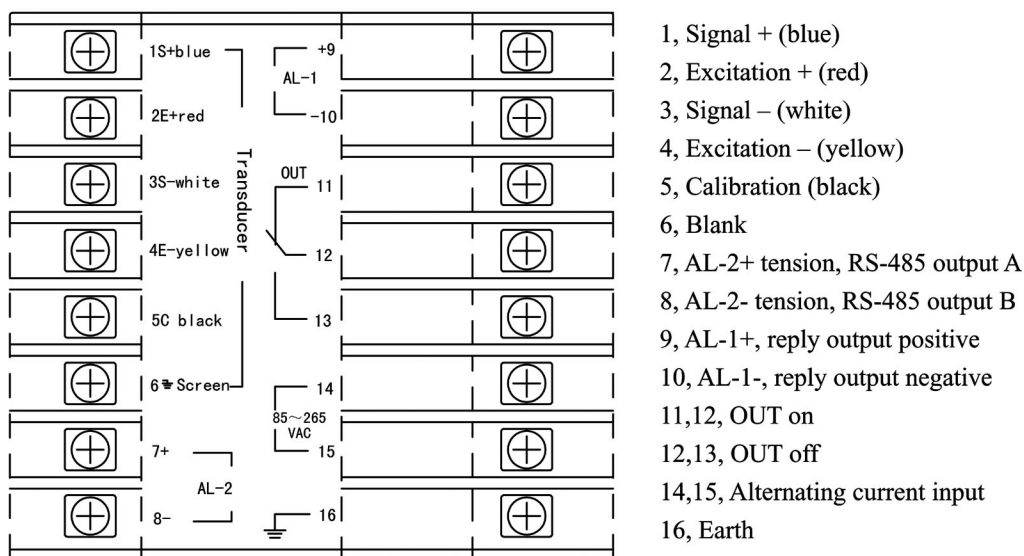 1S+blue
2E+red
3S-white
4E-yellow
5C black
6 Screen
7+
8-
Transducer
AL-2
+9
AL-1
-10
OUT
11
12
13
14
85~265
VAC
15
16
1, Signal + (blue)
2, Excitation + (red)
3, Signal – (white)
4, Excitation – (yellow)
5, Calibration (black)
6, Blank
7, AL-2+ tension, RS-485 output A
8, AL-2- tension, RS-485 output B
9, AL-1+, reply output positive
10, AL-1-, reply output negative
11,12, OUT on
12,13, OUT off
14,15, Alternating current input
16, Earth